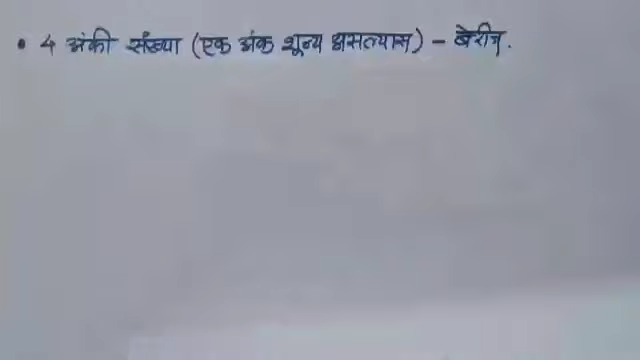 • 4 अंकी संख्या (एक अंक शून्य असल्यास) - बेरीज.